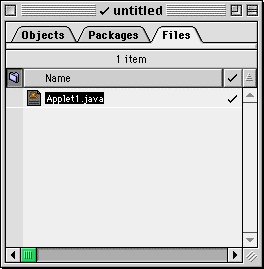 ✓ untitled
Objects Packages Files
1 item
Name ✓
Applet1.java ✓